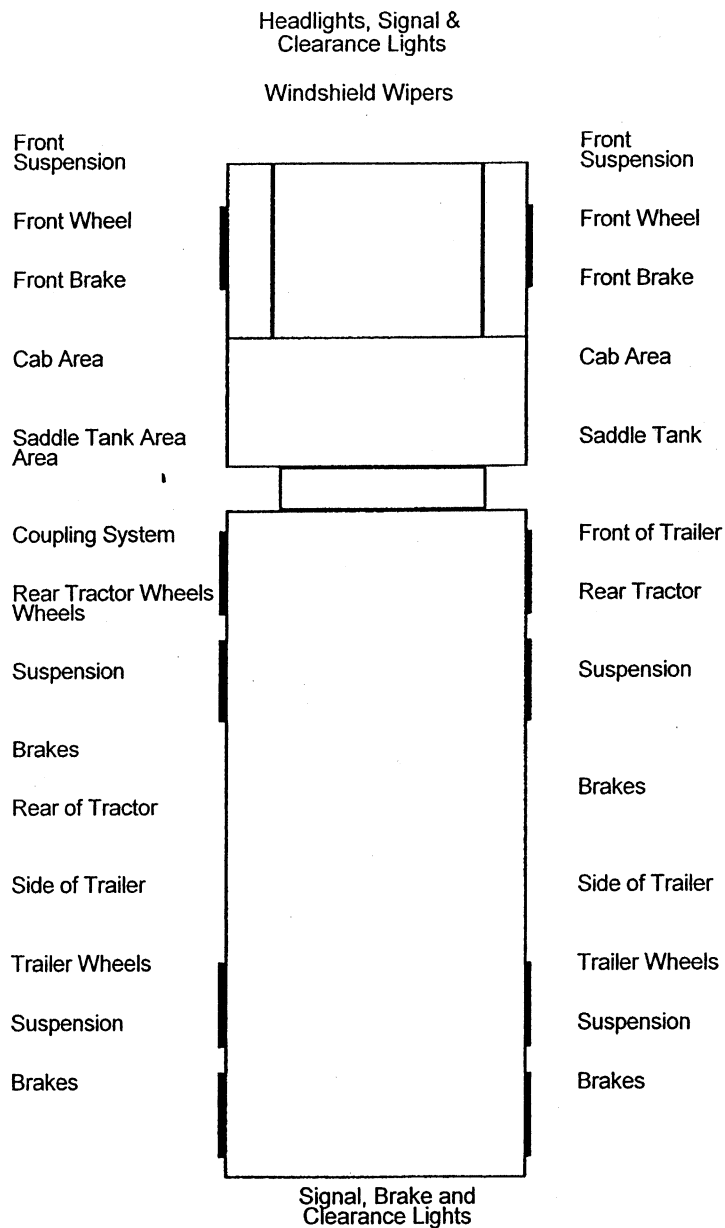 Headlights, Signal &
Clearance Lights
Windshield Wipers
Front
Suspension
Front Wheel
Front Brake
Cab Area
Saddle Tank Area
Area
Coupling System
Rear Tractor Wheels
Wheels
Suspension
Brakes
Rear of Tractor
Side of Trailer
Trailer Wheels
Suspension
Brakes
Front
Suspension
Front Wheel
Front Brake
Cab Area
Saddle Tank
Front of Trailer
Rear Tractor
Suspension
Brakes
Side of Trailer
Trailer Wheels
Suspension
Brakes
Signal, Brake and
Clearance Lights